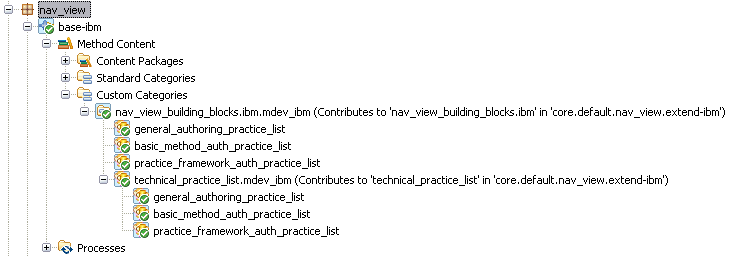 nav_view
base-ibm
Method Content
Content Packages
Standard Categories
Custom Categories
nav_view_building_blocks.ibm.mdev_ibm (Contributes to 'nav_view_building_blocks.ibm' in 'core.default.nav_view.extend-ibm')
general_authoring_practice_list
basic_method_auth_practice_list
practice_framework_auth_practice_list
technical_practice_list.mdev_ibm (Contributes to 'technical_practice_list' in 'core.default.nav_view.extend-ibm')
general_authoring_practice_list
basic_method_auth_practice_list
practice_framework_auth_practice_list
Processes